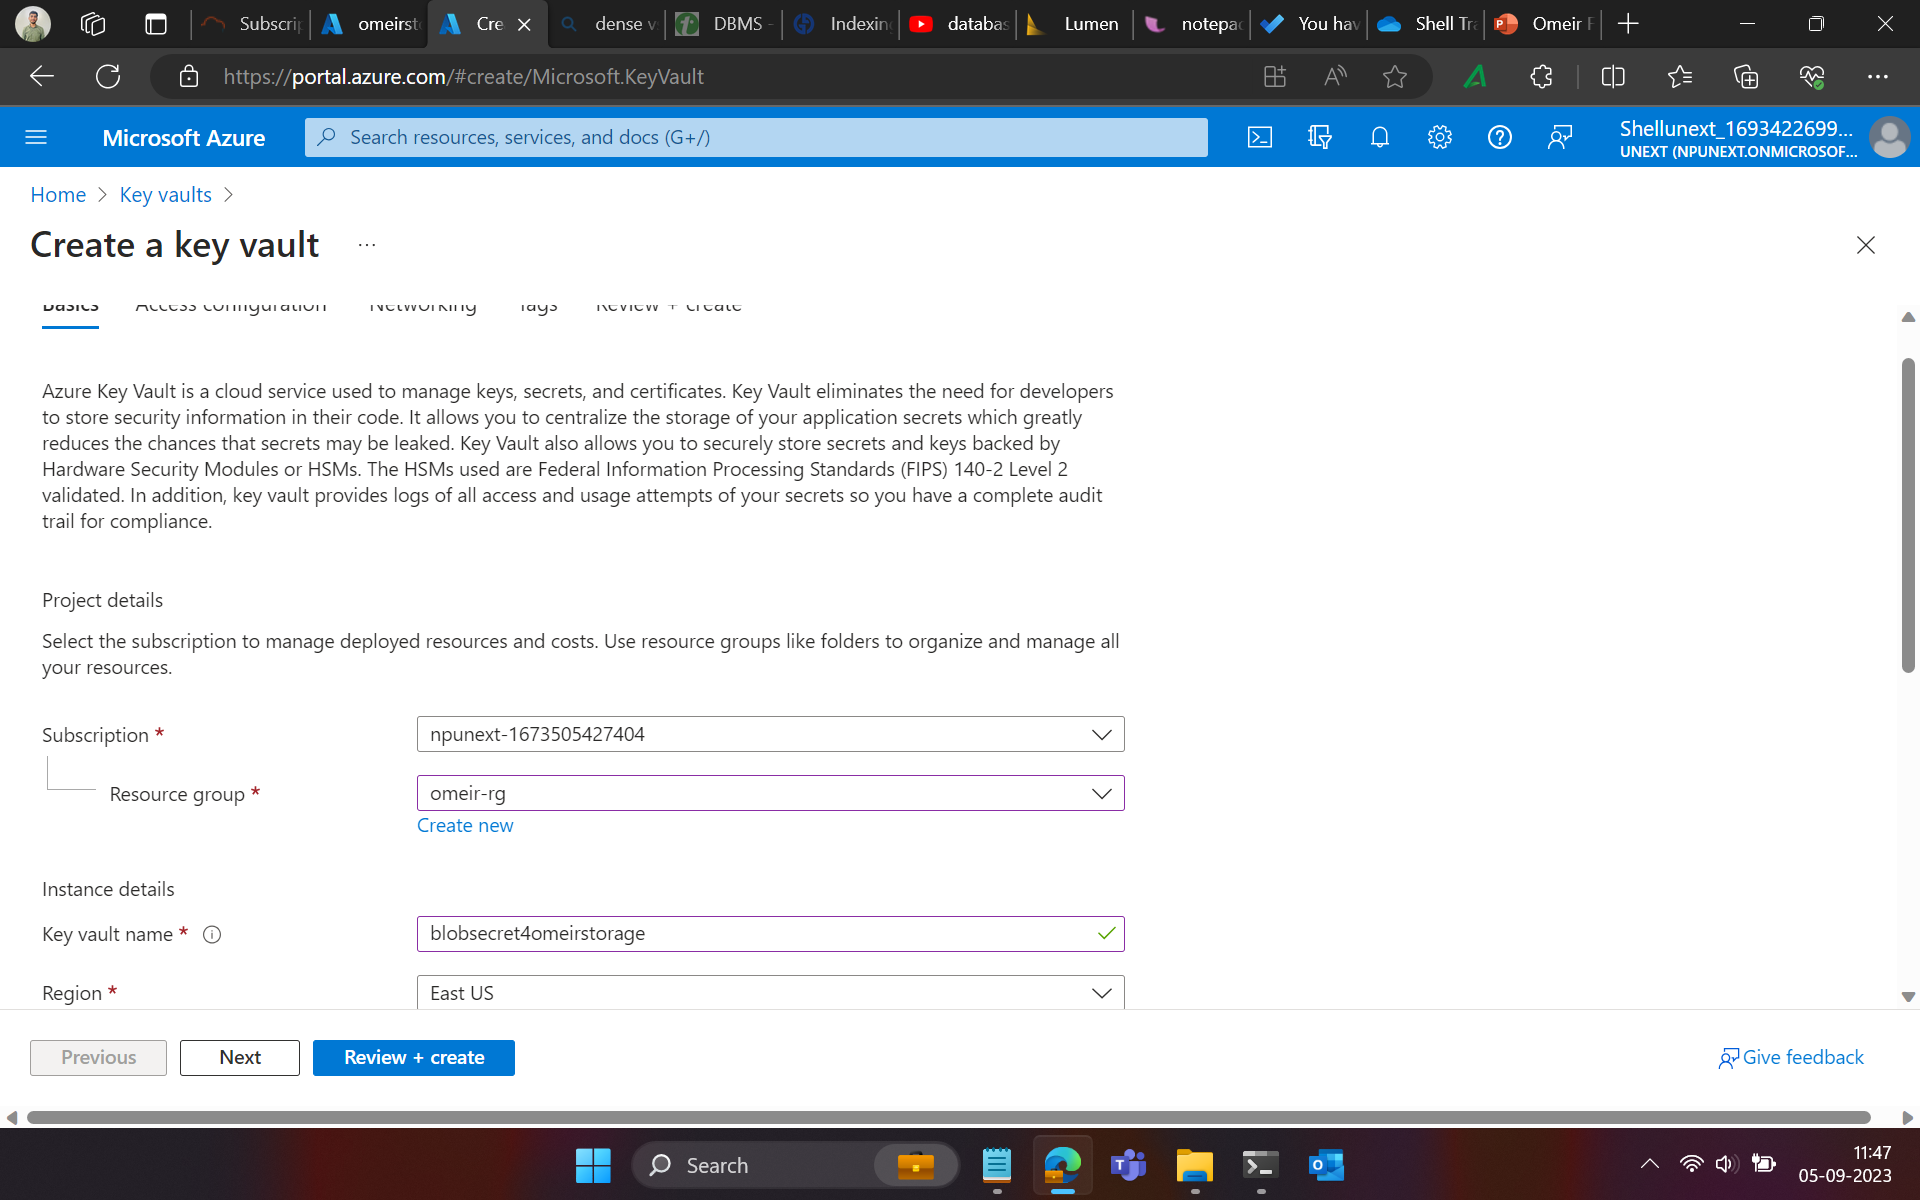 Subscrip
omeirsto
Cre
dense v
DBMS -
Indexin
databas
Lumen
notepad
You hav
Shell Tra
Omeir F
https://portal.azure.com/#create/Microsoft.KeyVault
Microsoft Azure
Search resources, services, and docs (G+/)
Shellunext_1693422699...
UNEXT (NPUNEXT.ONMICROSOF...
Home > Key vaults >
Create a key vault ...
Basics Access configuration Networking Tags Review + create
Azure Key Vault is a cloud service used to manage keys, secrets, and certificates. Key Vault eliminates the need for developers
to store security information in their code. It allows you to centralize the storage of your application secrets which greatly
reduces the chances that secrets may be leaked. Key Vault also allows you to securely store secrets and keys backed by
Hardware Security Modules or HSMs. The HSMs used are Federal Information Processing Standards (FIPS) 140-2 Level 2
validated. In addition, key vault provides logs of all access and usage attempts of your secrets so you have a complete audit
trail for compliance.
Project details
Select the subscription to manage deployed resources and costs. Use resource groups like folders to organize and manage all
your resources.
Subscription *
npunext-1673505427404
Resource group *
omeir-rg
Create new
Instance details
Key vault name *
blobsecret4omeirstorage
Region *
East US
Previous
Next
Review + create
Give feedback
Search
11:47
05-09-2023